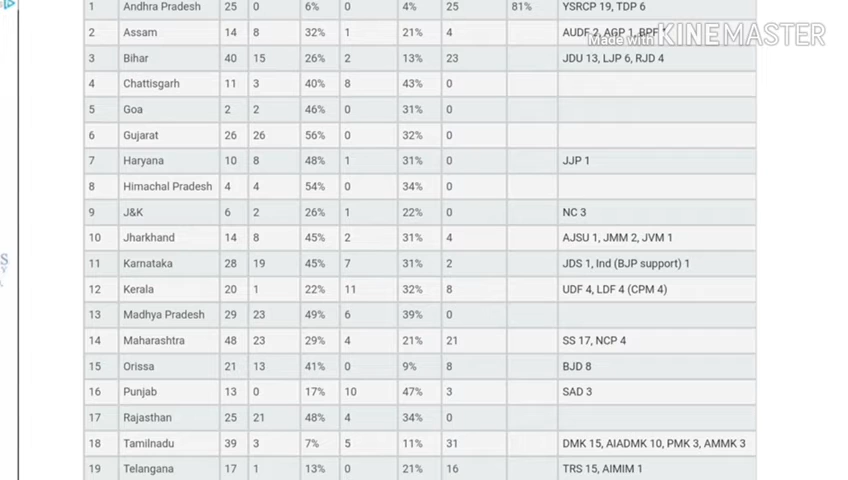 1 Andhra Pradesh 25 0 6% 0 4% 25 81% YSRCP 19, TDP 6
2 Assam 14 8 32% 1 21% 4 AUDF 2, AGP 1, BPF
Made with KINEMASTER
3 Bihar 40 15 26% 2 13% 23 JDU 13, LJP 6, RJD 4
4 Chattisgarh 11 3 40% 8 43% 0
5 Goa 2 2 46% 0 31% 0
6 Gujarat 26 26 56% 0 32% 0
7 Haryana 10 8 48% 1 31% 0 JJP 1
8 Himachal Pradesh 4 4 54% 0 34% 0
9 J&K 6 2 26% 1 22% 0 NC 3
10 Jharkhand 14 8 45% 2 31% 4 AJSU 1, JMM 2, JVM 1
11 Karnataka 28 19 45% 7 31% 2 JDS 1, Ind (BJP support) 1
12 Kerala 20 1 22% 11 32% 8 UDF 4, LDF 4 (CPM 4)
13 Madhya Pradesh 29 23 49% 6 39% 0
14 Maharashtra 48 23 29% 4 21% 21 SS 17, NCP 4
15 Orissa 21 13 41% 0 9% 8 BJD 8
16 Punjab 13 0 17% 10 47% 3 SAD 3
17 Rajasthan 25 21 48% 4 34% 0
18 Tamilnadu 39 3 7% 5 11% 31 DMK 15, AIADMK 10, PMK 3, AMMK 3
19 Telangana 17 1 13% 0 21% 16 TRS 15, AIMIM 1